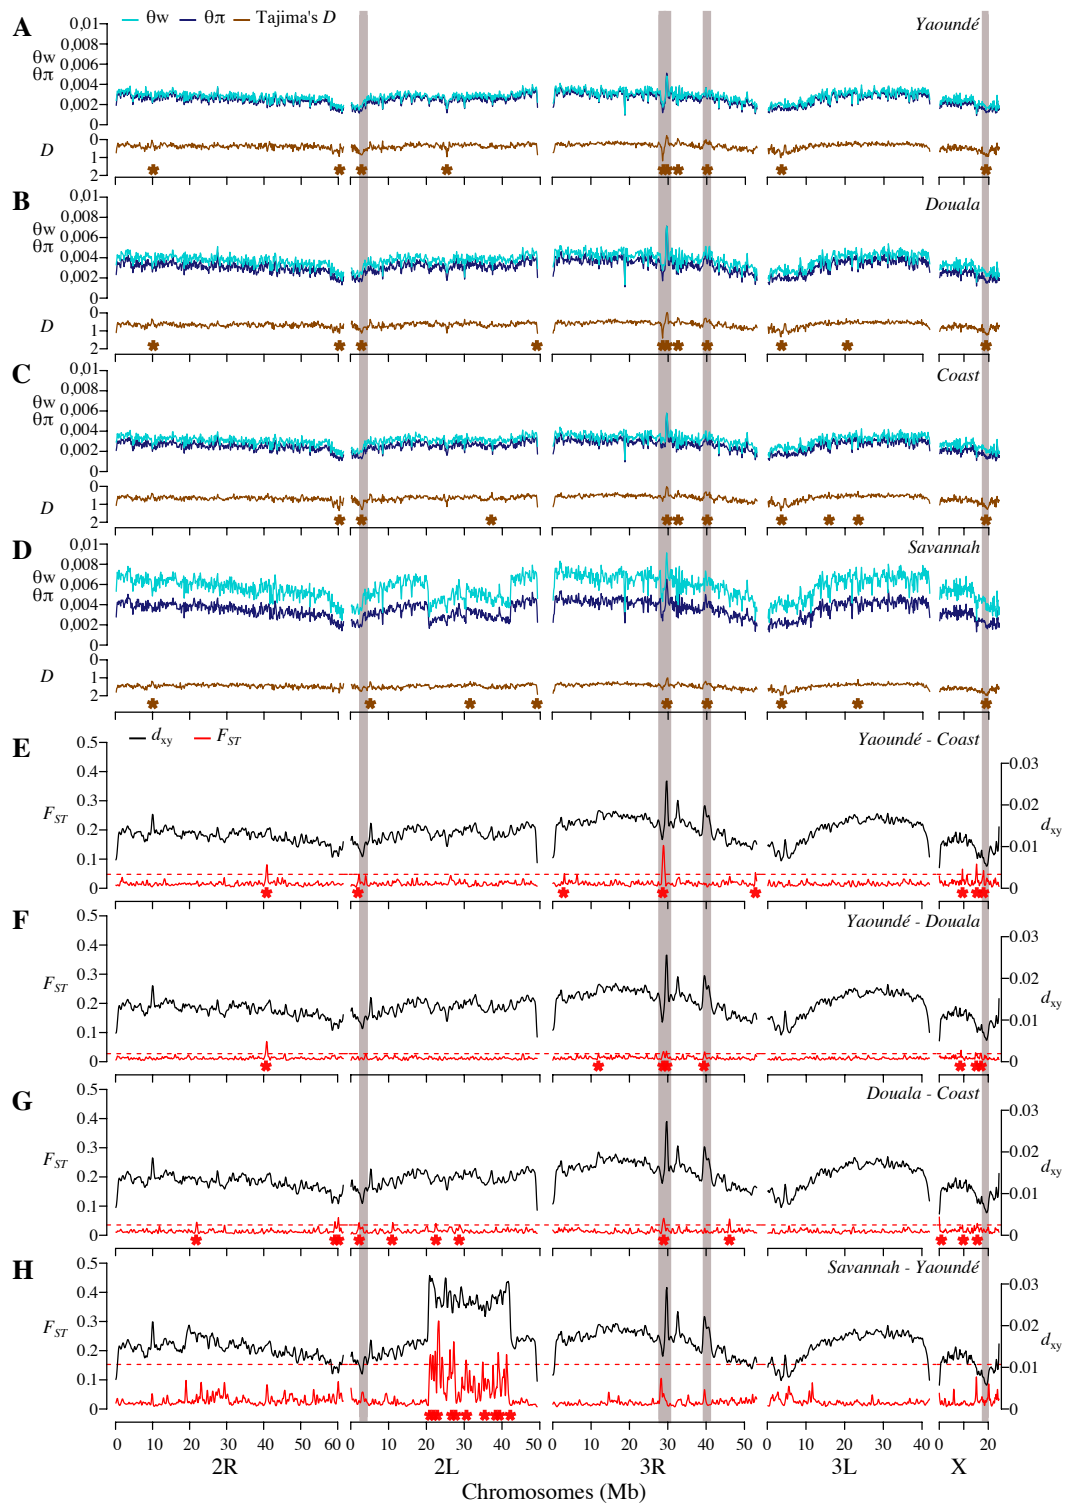 A
θw θπ Tajima's D
Yaoundé
0,01
0,008
0,006
0,004
0,002
0
θw
θπ
D
0
1
2
B
Douala
0,01
0,008
0,006
0,004
0,002
0
θw
θπ
D
0
1
2
C
Coast
0,01
0,008
0,006
0,004
0,002
0
θw
θπ
D
0
1
2
D
Savannah
0,01
0,008
0,006
0,004
0,002
0
θw
θπ
D
0
1
2
E
dxy FST
Yaoundé - Coast
0.5
0.4
0.3
0.2
0.1
0
FST
0.03
0.02
0.01
0
dxy
F
Yaoundé - Douala
0.5
0.4
0.3
0.2
0.1
0
FST
0.03
0.02
0.01
0
dxy
G
Douala - Coast
0.5
0.4
0.3
0.2
0.1
0
FST
0.03
0.02
0.01
0
dxy
H
Savannah - Yaoundé
0.5
0.4
0.3
0.2
0.1
0
FST
0.03
0.02
0.01
0
dxy
0 10 20 30 40 50 60 0 10 20 30 40 50 0 10 20 30 40 50 0 10 20 30 40 0 20
2R 2L 3R 3L X
Chromosomes (Mb)